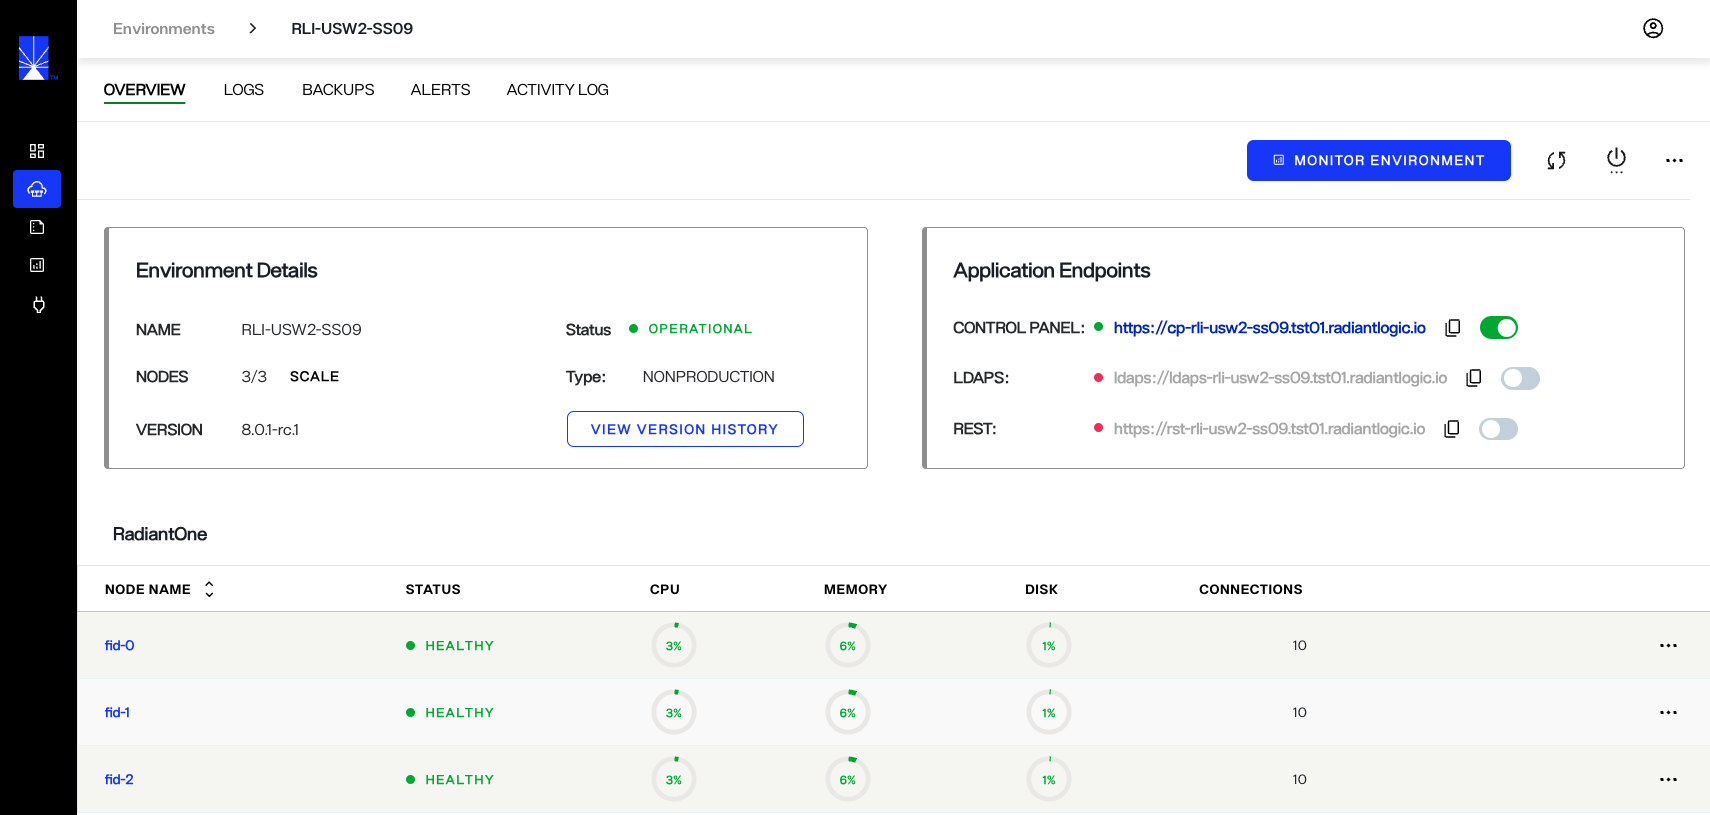 Environments > RLI-USW2-SS09
TM
OVERVIEW LOGS BACKUPS ALERTS ACTIVITY LOG
MONITOR ENVIRONMENT
Environment Details
NAME RLI-USW2-SS09 Status OPERATIONAL
NODES 3/3 SCALE Type: NONPRODUCTION
VERSION 8.0.1-rc.1 VIEW VERSION HISTORY
Application Endpoints
CONTROL PANEL: https://cp-rli-usw2-ss09.tst01.radiantlogic.io
LDAPS: ldaps://ldaps-rli-usw2-ss09.tst01.radiantlogic.io
REST: https://rst-rli-usw2-ss09.tst01.radiantlogic.io
RadiantOne
NODE NAME STATUS CPU MEMORY DISK CONNECTIONS
fid-0 HEALTHY 3% 6% 1% 10
fid-1 HEALTHY 3% 6% 1% 10
fid-2 HEALTHY 3% 6% 1% 10